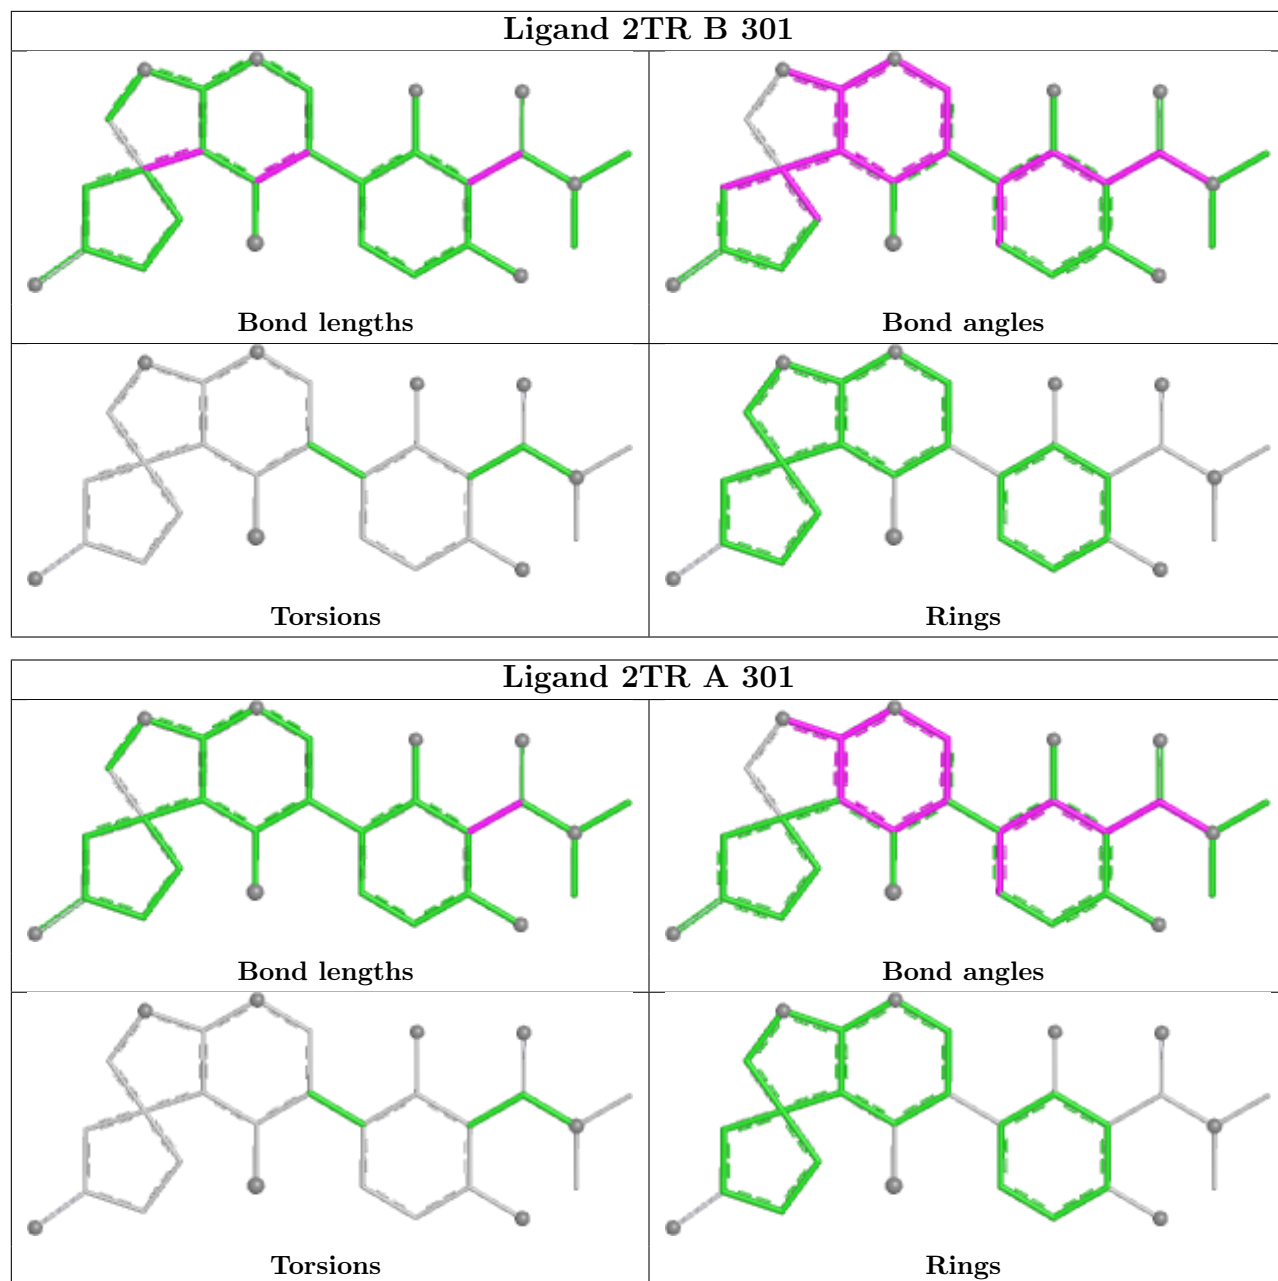 Ligand 2TR B 301
Bond lengths
Bond angles
Torsions
Rings
Ligand 2TR A 301
Bond lengths
Bond angles
Torsions
Rings